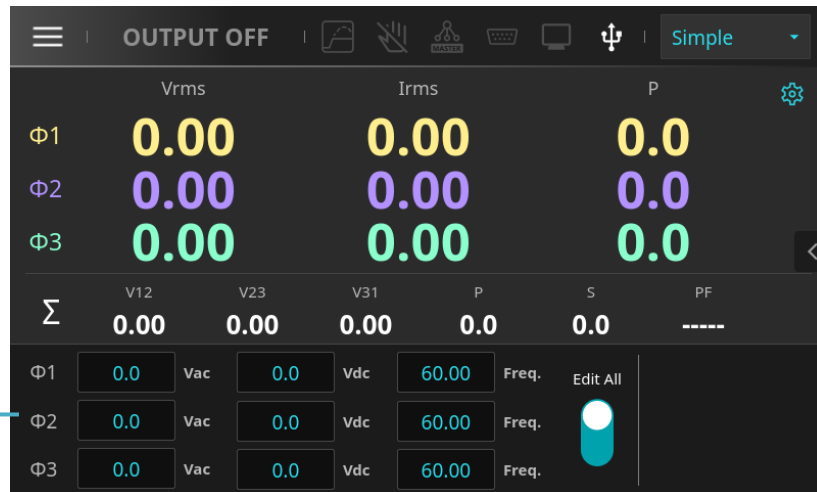 OUTPUT OFF MASTER Simple
Vrms Irms P
Φ1 0.00 0.00 0.0
Φ2 0.00 0.00 0.0
Φ3 0.00 0.00 0.0
V12 V23 V31 P S PF
Σ 0.00 0.00 0.00 0.0 0.0 -----
Φ1 0.0 Vac 0.0 Vdc 60.00 Freq. Edit All
Φ2 0.0 Vac 0.0 Vdc 60.00 Freq.
Φ3 0.0 Vac 0.0 Vdc 60.00 Freq.